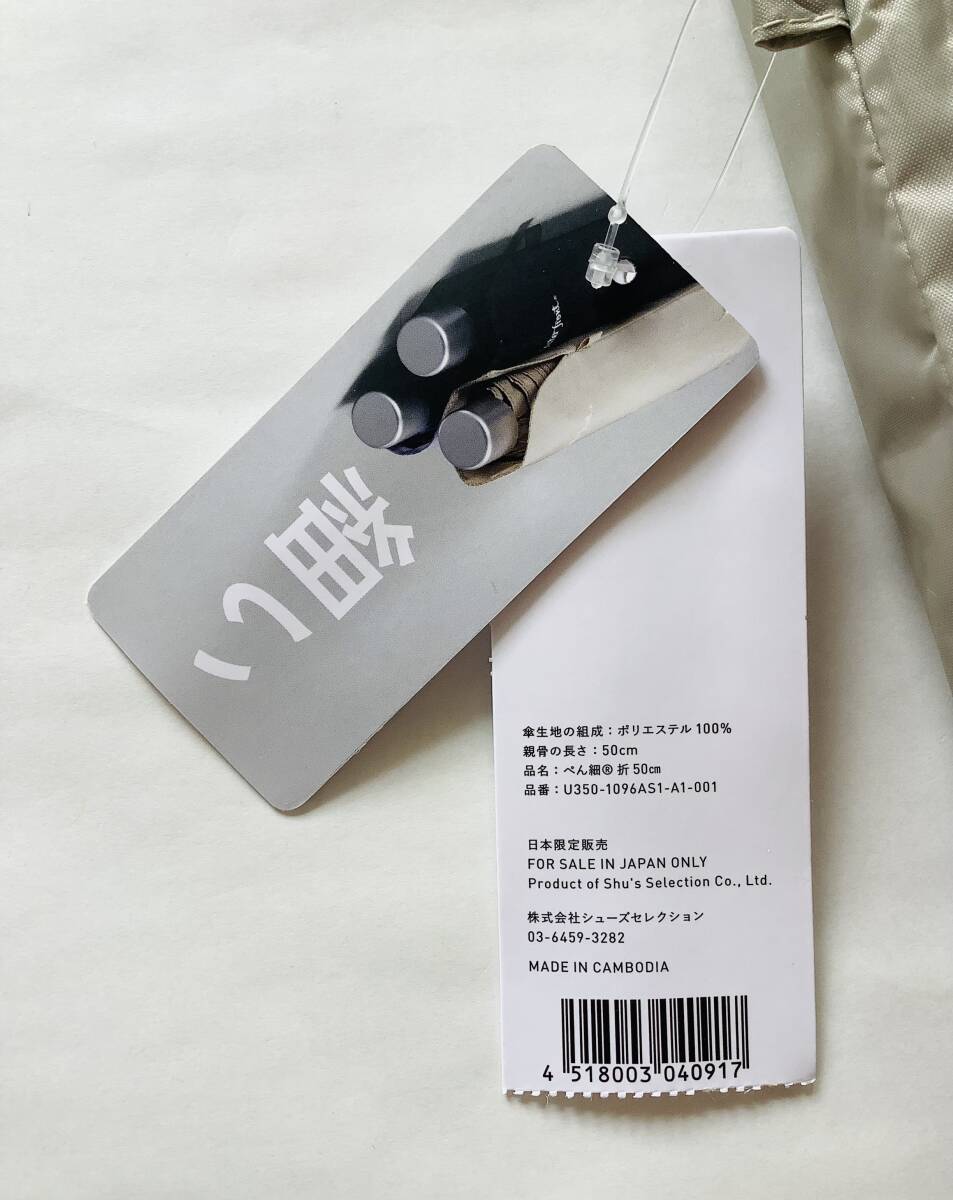 細い
傘生地の組成：ポリエステル 100%
親骨の長さ：50cm
品名：ぺん細® 折 50㎝
品番：U350-1096AS1-A1-001
日本限定販売
FOR SALE IN JAPAN ONLY
Product of Shu's Selection Co., Ltd.
株式会社シューズセレクション
03-6459-3282
MADE IN CAMBODIA
4 518003 040917